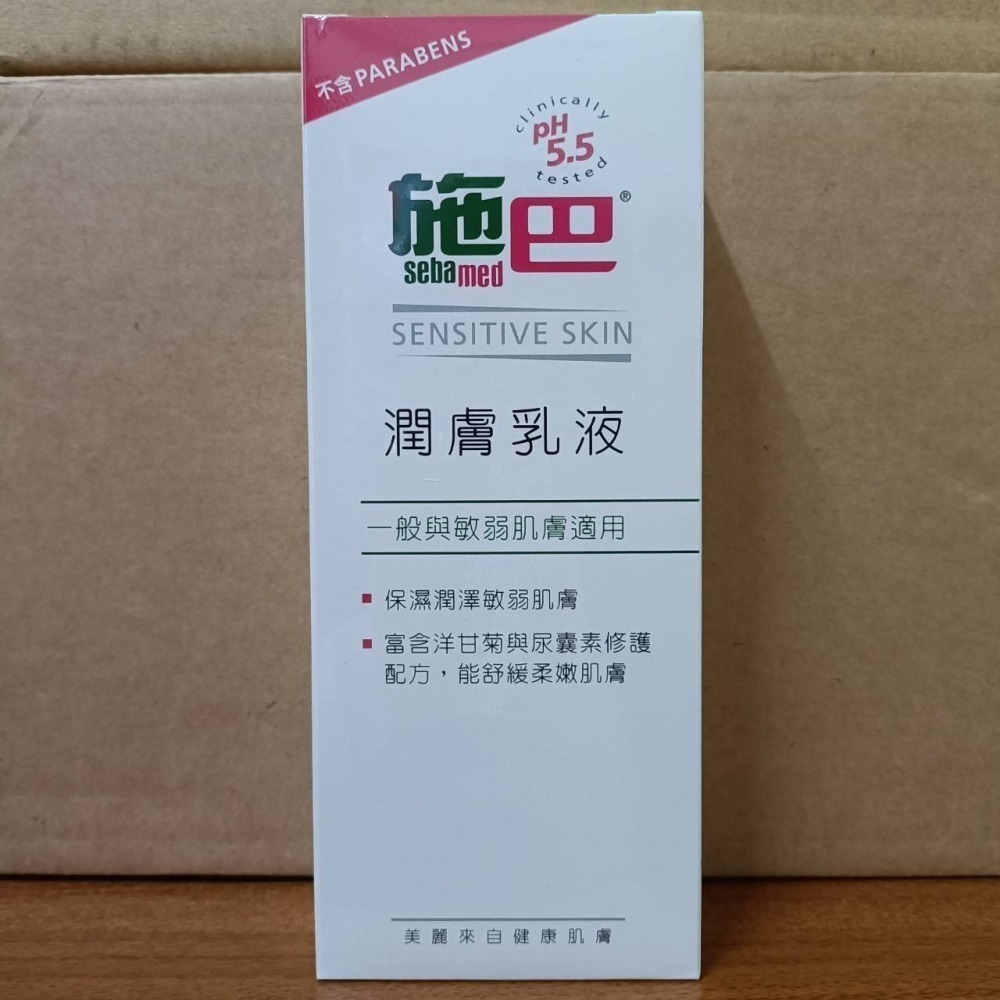 不含PARABENS
clinically
pH
5.5
tested
施巴®
sebamed
SENSITIVE SKIN
潤膚乳液
一般與敏弱肌膚適用
▪ 保濕潤澤敏弱肌膚
▪ 富含洋甘菊與尿囊素修護
配方，能舒緩柔嫩肌膚
美麗來自健康肌膚